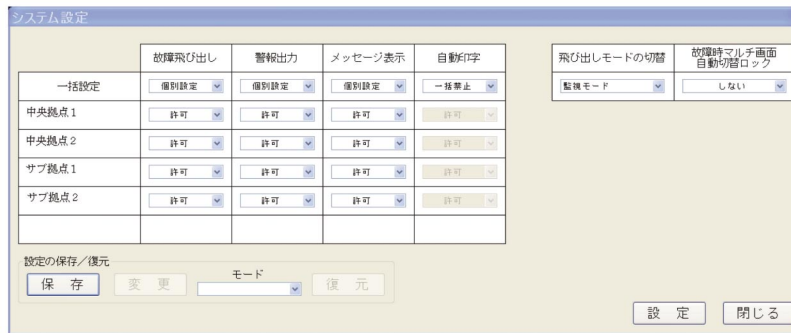 システム設定
故障飛び出し 警報出力 メッセージ表示 自動印字
一括設定 個別設定 個別設定 個別設定 一括禁止
中央拠点1 許可 許可 許可 許可
中央拠点2 許可 許可 許可 許可
サブ拠点1 許可 許可 許可 許可
サブ拠点2 許可 許可 許可 許可
飛び出しモードの切替 故障時マルチ画面
自動切替ロック
監視モード しない
設定の保存/復元
保存 変更 モード 復元
設定 閉じる